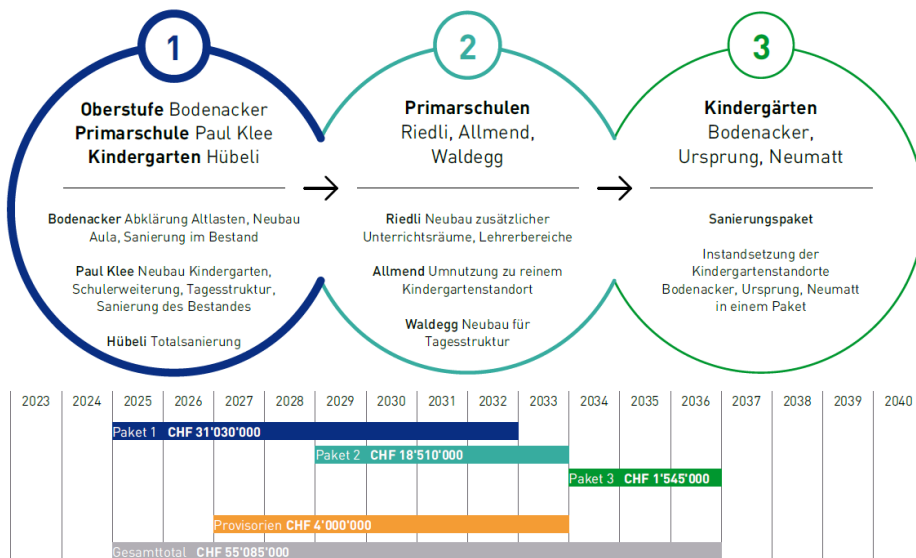 1
Oberstufe Bodenacker
Primarschule Paul Klee
Kindergarten Hübeli
Bodenacker Abklärung Altlasten, Neubau
Aula, Sanierung im Bestand
Paul Klee Neubau Kindergarten,
Schulerweiterung, Tagesstruktur,
Sanierung des Bestandes
Hübeli Totalsanierung
2
Primarschulen
Riedli, Allmend,
Waldegg
Riedli Neubau zusätzlicher
Unterrichtsräume, Lehrerbereiche
Allmend Umnutzung zu reinem
Kindergartenstandort
Waldegg Neubau für
Tagesstruktur
3
Kindergärten
Bodenacker,
Ursprung, Neumatt
Sanierungspaket
Instandsetzung der
Kindergartenstandorte
Bodenacker, Ursprung, Neumatt
in einem Paket
2023 2024 2025 2026 2027 2028 2029 2030 2031 2032 2033 2034 2035 2036 2037 2038 2039 2040
Paket 1 CHF 31'030'000
Paket 2 CHF 18'510'000
Paket 3 CHF 1'545'000
Provisorien CHF 4'000'000
Gesamttotal CHF 55'085'000